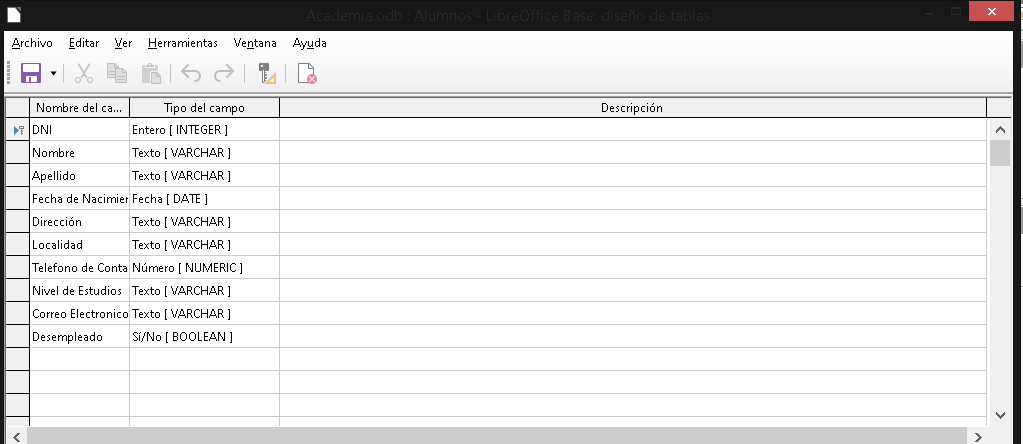 Academia.odb : Alumnos - LibreOffice Base: diseño de tablas
Archivo Editar Ver Herramientas Ventana Ayuda
Nombre del ca... Tipo del campo Descripción
DNI Entero [ INTEGER ]
Nombre Texto [ VARCHAR ]
Apellido Texto [ VARCHAR ]
Fecha de Nacimier Fecha [ DATE ]
Dirección Texto [ VARCHAR ]
Localidad Texto [ VARCHAR ]
Telefono de Conta Número [ NUMERIC ]
Nivel de Estudios Texto [ VARCHAR ]
Correo Electronico Texto [ VARCHAR ]
Desempleado Sí/No [ BOOLEAN ]